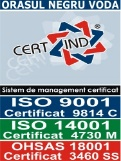 ORASUL NEGRU VODA
CERT IND
Sistem de management certificat
ISO 9001
Certificat 9814 C
ISO 14001
Certificat 4730 M
OHSAS 18001
Certificat 3460 SS